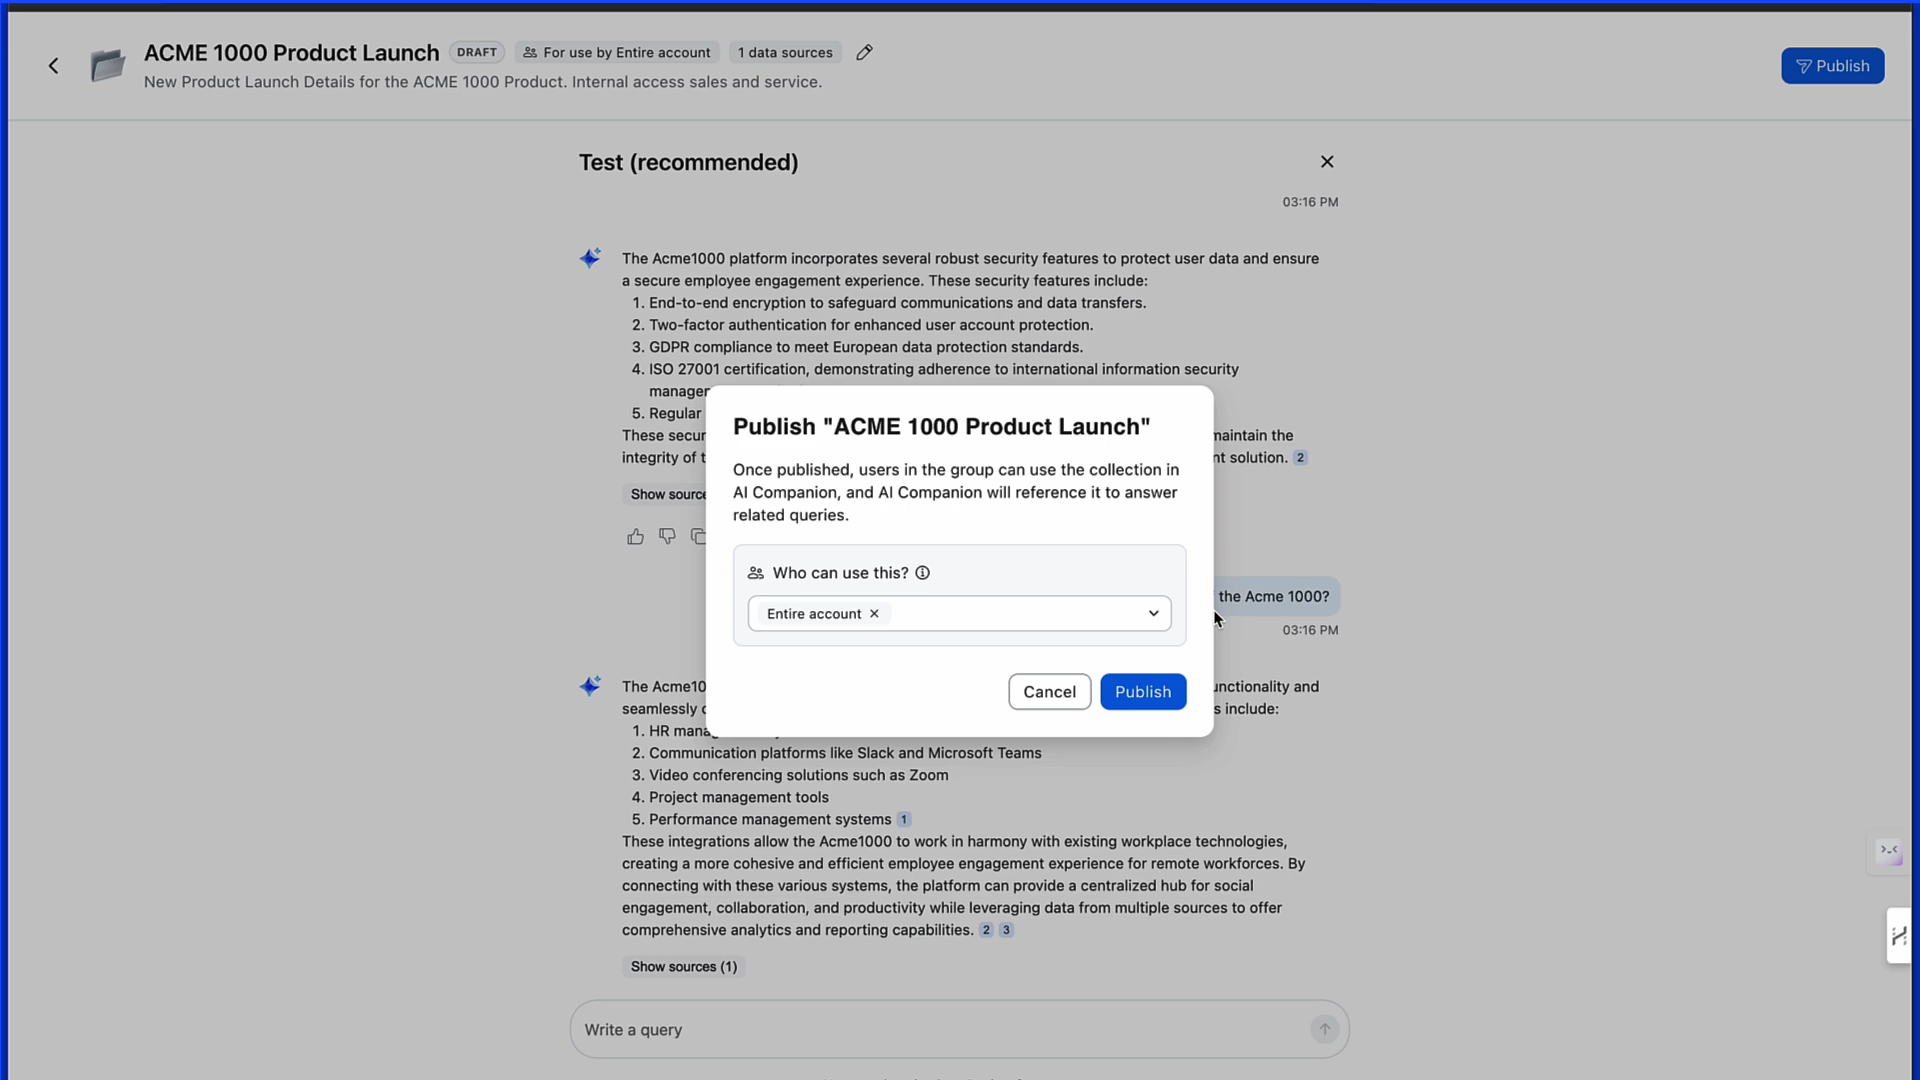 ACME 1000 Product Launch DRAFT For use by Entire account 1 data sources
New Product Launch Details for the ACME 1000 Product. Internal access sales and service.
Publish
Test (recommended)
03:16 PM
The Acme1000 platform incorporates several robust security features to protect user data and ensure
a secure employee engagement experience. These security features include:
1. End-to-end encryption to safeguard communications and data transfers.
2. Two-factor authentication for enhanced user account protection.
3. GDPR compliance to meet European data protection standards.
4. ISO 27001 certification, demonstrating adherence to international information security
5. Regular
These
maintain the
integrity of
solution. 2
Show
Publish "ACME 1000 Product Launch"
Once published, users in the group can use the collection in
AI Companion, and AI Companion will reference it to answer
related queries.
Who can use this?
Entire account
Cancel Publish
the Acme 1000?
03:16 PM
The
and
seamlessly
include:
1. HR
2. Communication platforms like Slack and Microsoft Teams
3. Video conferencing solutions such as Zoom
4. Project management tools
5. Performance management systems 1
These integrations allow the Acme1000 to work in harmony with existing workplace technologies,
creating a more cohesive and efficient employee engagement experience for remote workforces. By
connecting with these various systems, the platform can provide a centralized hub for social
engagement, collaboration, and productivity while leveraging data from multiple sources to offer
comprehensive analytics and reporting capabilities. 2 3
Show sources (1)
Write a query